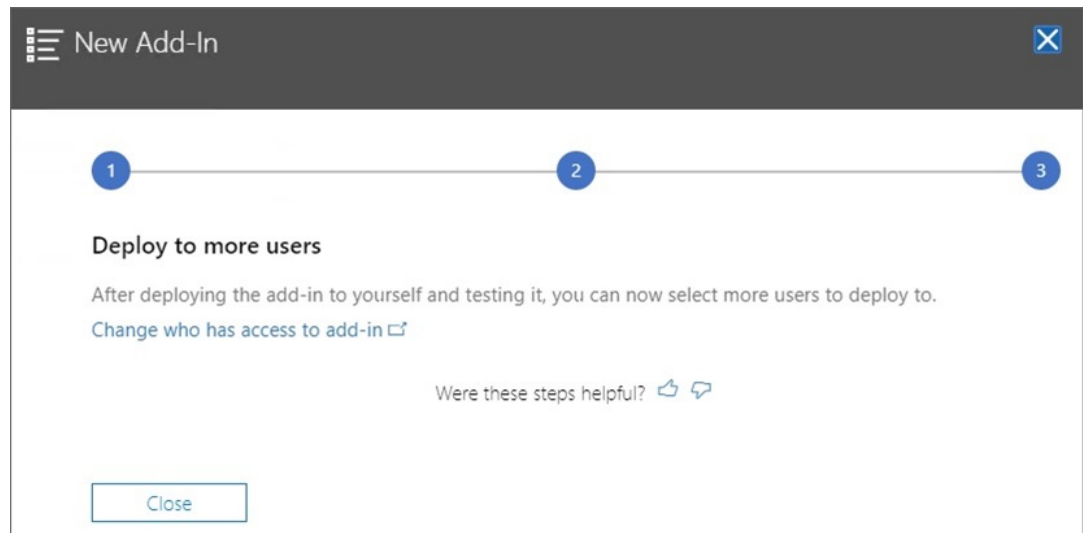 New Add-In
1
2
3
Deploy to more users
After deploying the add-in to yourself and testing it, you can now select more users to deploy to.
Change who has access to add-in
Were these steps helpful?
Close